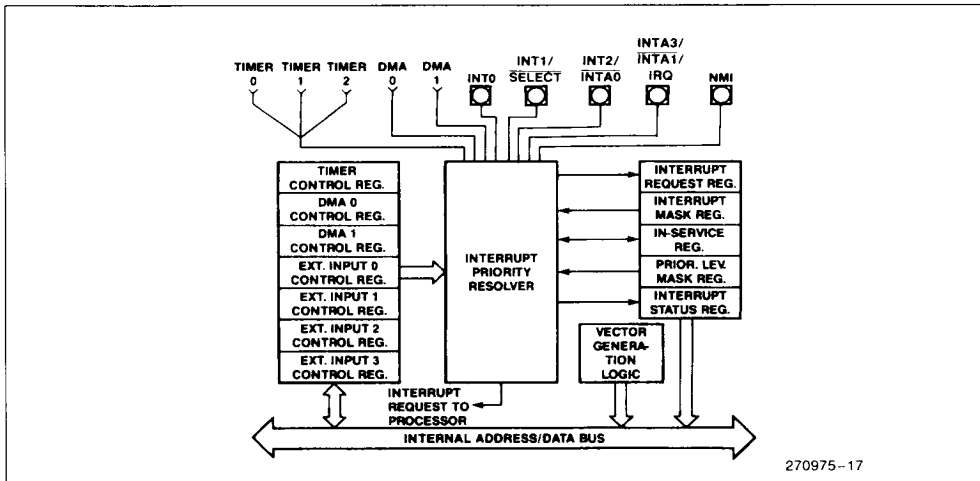 TIMER TIMER TIMER DMA DMA
0 1 2 0 1
INT0
INT1/
SELECT
INT2/
INTA0
INTA3/
INTA1/
IRQ
NMI
TIMER
CONTROL REG.
DMA 0
CONTROL REG.
DMA 1
CONTROL REG.
EXT. INPUT 0
CONTROL REG.
EXT. INPUT 1
CONTROL REG.
EXT. INPUT 2
CONTROL REG.
EXT. INPUT 3
CONTROL REG.
INTERRUPT
PRIORITY
RESOLVER
INTERRUPT
REQUEST REG.
INTERRUPT
MASK REG.
IN-SERVICE
REG.
PRIOR. LEV.
MASK REG.
INTERRUPT
STATUS REG.
VECTOR
GENERA-
TION
LOGIC
INTERRUPT
REQUEST TO
PROCESSOR
INTERNAL ADDRESS/DATA BUS
270975-17